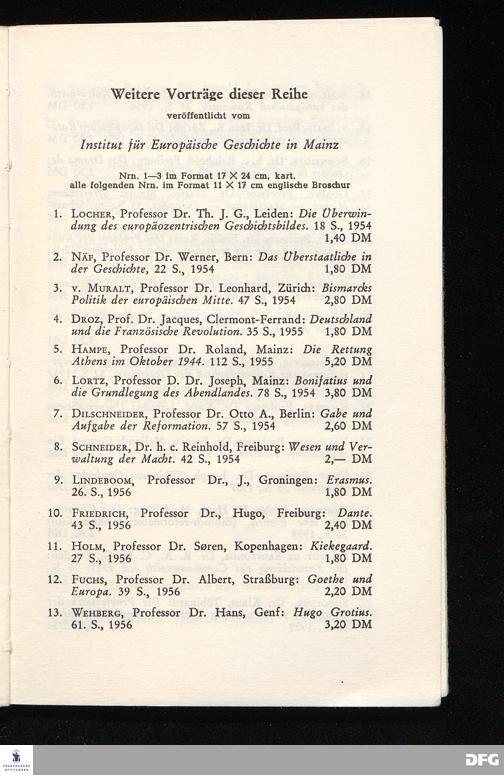 Weitere Vorträge dieser Reihe
veröffentlicht vom
Institut für Europäische Geschichte in Mainz
Nrn. 1—3 im Format 17 X 24 cm, kart.
alle folgenden Nrn. im Format 11 X 17 cm englische Broschur
1. LOCHER, Professor Dr. Th. J. G., Leiden: Die Überwin-
dung des europäozentrischen Geschichtsbildes. 18 S., 1954
1,40 DM
2. NÄF, Professor Dr. Werner, Bern: Das Überstaatliche in
der Geschichte, 22 S., 1954 1,80 DM
3. v. MURALT, Professor Dr. Leonhard, Zürich: Bismarcks
Politik der europäischen Mitte. 47 S., 1954 2,80 DM
4. DROZ, Prof. Dr. Jacques, Clermont-Ferrand: Deutschland
und die Französische Revolution. 35 S., 1955 1,80 DM
5. HAMPE, Professor Dr. Roland, Mainz: Die Rettung
Athens im Oktober 1944. 112 S., 1955 5,20 DM
6. LORTZ, Professor D. Dr. Joseph, Mainz: Bonifatius und
die Grundlegung des Abendlandes. 78 S., 1954 3,80 DM
7. DILSCHNEIDER, Professor Dr. Otto A., Berlin: Gabe und
Aufgabe der Reformation. 57 S., 1954 2,60 DM
8. SCHNEIDER, Dr. h. c. Reinhold, Freiburg: Wesen und Ver-
waltung der Macht. 42 S., 1954 2,— DM
9. LINDEBOOM, Professor Dr., J., Groningen: Erasmus.
26. S., 1956 1,80 DM
10. FRIEDRICH, Professor Dr., Hugo, Freiburg: Dante.
43 S., 1956 2,40 DM
11. HOLM, Professor Dr. Søren, Kopenhagen: Kiekegaard.
27 S., 1956 1,80 DM
12. FUCHS, Professor Dr. Albert, Straßburg: Goethe und
Europa. 39 S., 1956 2,20 DM
13. WEHBERG, Professor Dr. Hans, Genf: Hugo Grotius.
61. S., 1956 3,20 DM
FRANCKESCHE
STIFTUNGEN
DFG